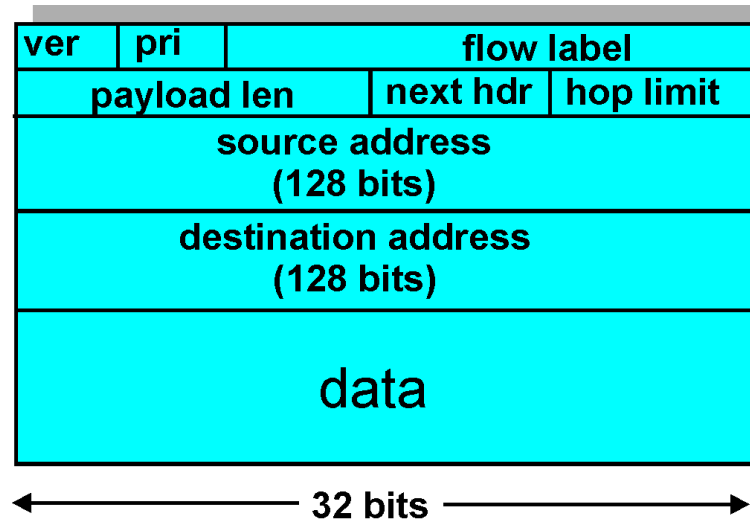 ver pri flow label
payload len next hdr hop limit
source address
(128 bits)
destination address
(128 bits)
data
32 bits